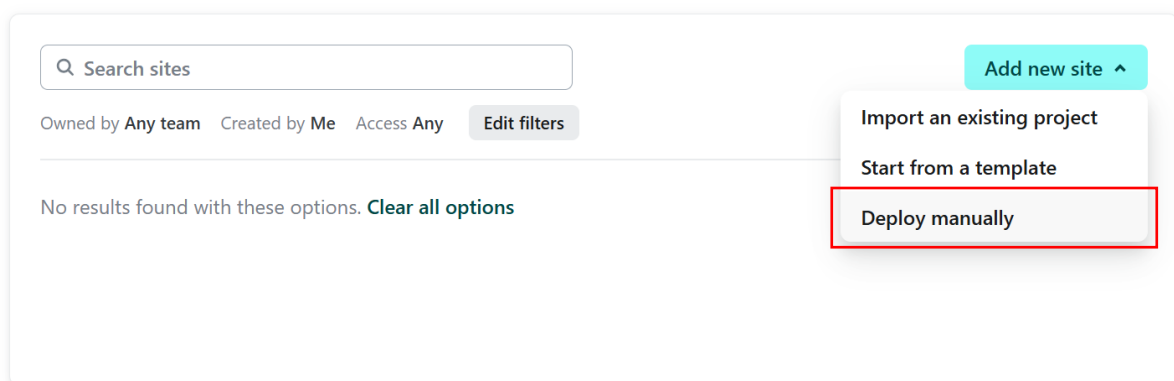 Search sites
Add new site
Owned by Any team Created by Me Access Any Edit filters
Import an existing project
Start from a template
No results found with these options. Clear all options
Deploy manually